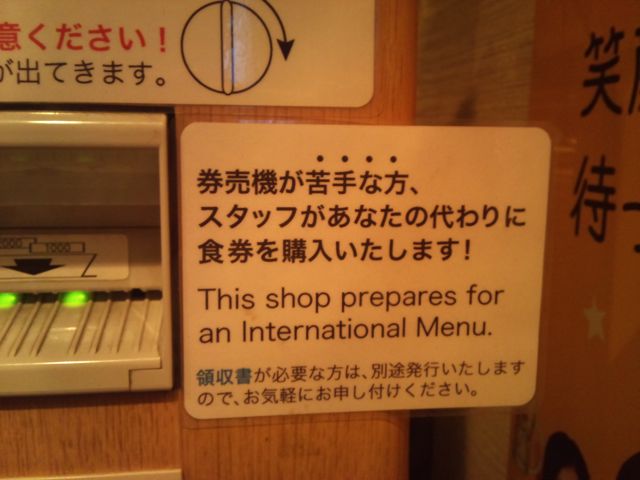 意ください！
が出てきます。
券売機が苦手な方、
スタッフがあなたの代わりに
食券を購入いたします！
This shop prepares for
an International Menu.
領収書が必要な方は、別途発行いたします
ので、お気軽にお申し付けください。
2000
1000
笑
待